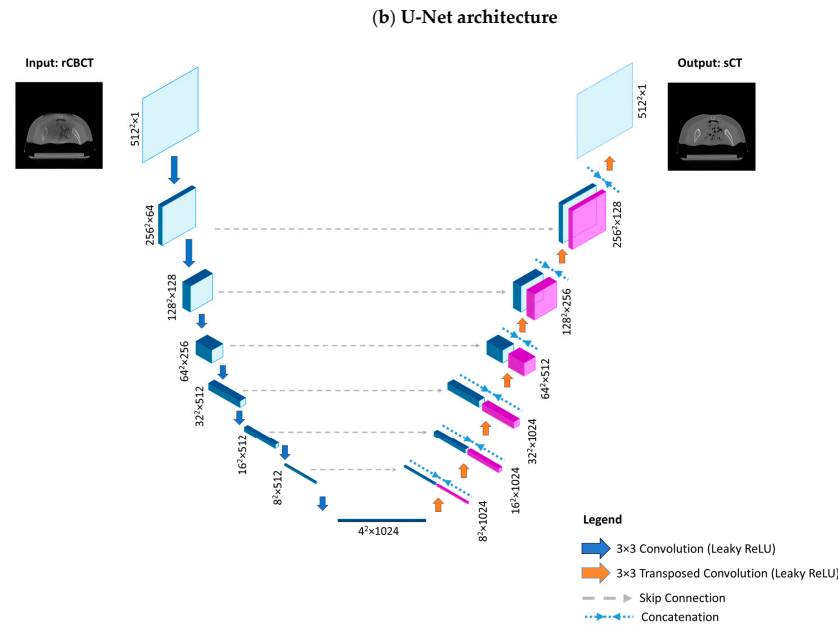 (b) U-Net architecture
Input: rCBCT
Output: sCT
512²×1
256²×64
128²×128
64²×256
32²×512
16²×512
8²×512
4²×1024
8²×1024
16²×1024
32²×1024
64²×512
128²×256
256²×128
512²×1
Legend
3×3 Convolution (Leaky ReLU)
3×3 Transposed Convolution (Leaky ReLU)
Skip Connection
Concatenation